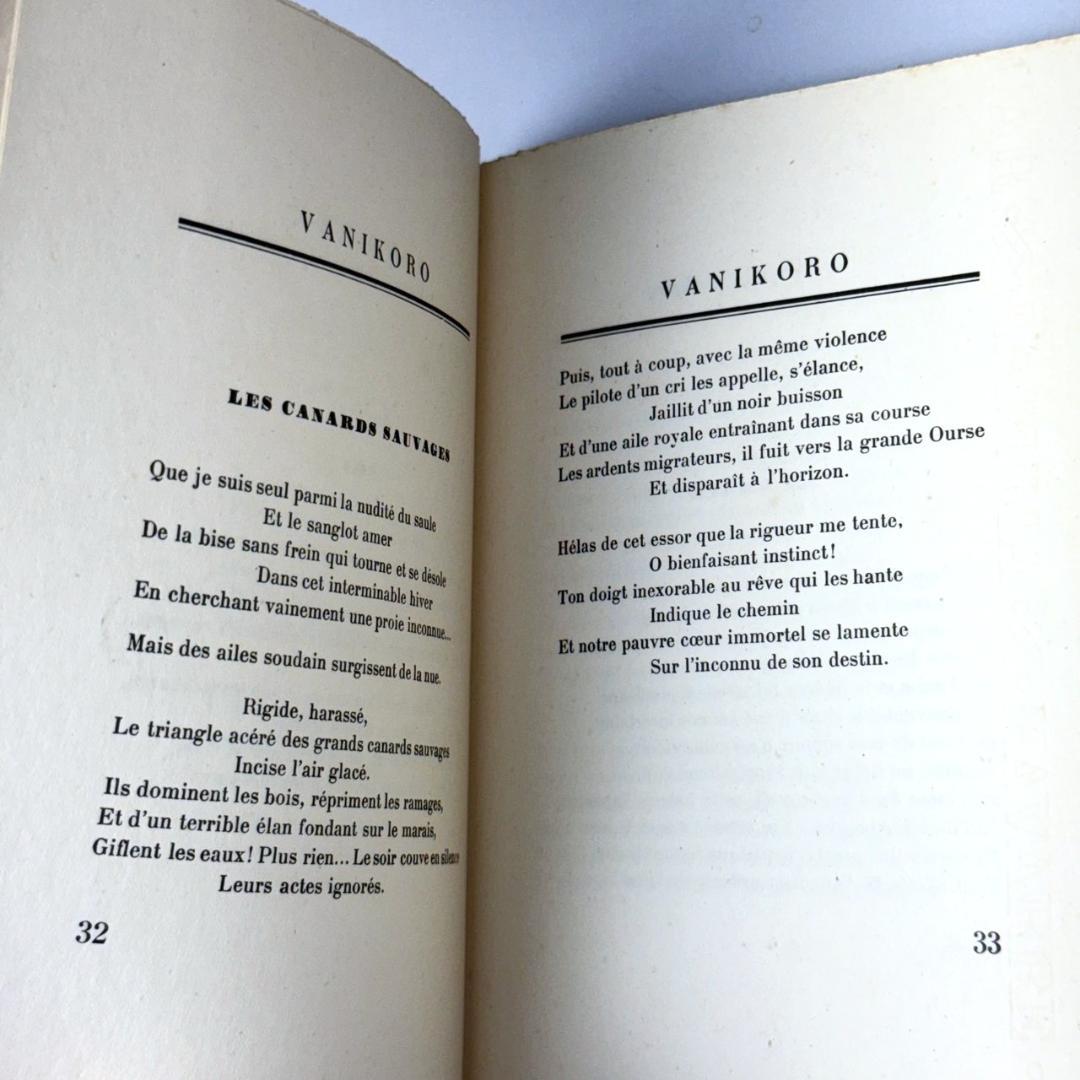 VANIKORO
LES CANARDS SAUVAGES
Que je suis seul parmi la nudité du saule
Et le sanglot amer
De la bise sans frein qui tourne et se désole
Dans cet interminable hiver
En cherchant vainement une proie inconnue...
Mais des ailes soudain surgissent de la nue.
Rigide, harassé,
Le triangle acéré des grands canards sauvages
Incise l'air glacé.
Ils dominent les bois, répriment les ramages,
Et d'un terrible élan fondant sur le marais,
Giflent les eaux! Plus rien... Le soir couve en silence
Leurs actes ignorés.
32
VANIKORO
Puis, tout à coup, avec la même violence
Le pilote d'un cri les appelle, s'élance,
Jaillit d'un noir buisson
Et d'une aile royale entraînant dans sa course
Les ardents migrateurs, il fuit vers la grande Ourse
Et disparaît à l'horizon.
Hélas de cet essor que la rigueur me tente,
O bienfaisant instinct!
Ton doigt inexorable au rêve qui les hante
Indique le chemin
Et notre pauvre cœur immortel se lamente
Sur l'inconnu de son destin.
33